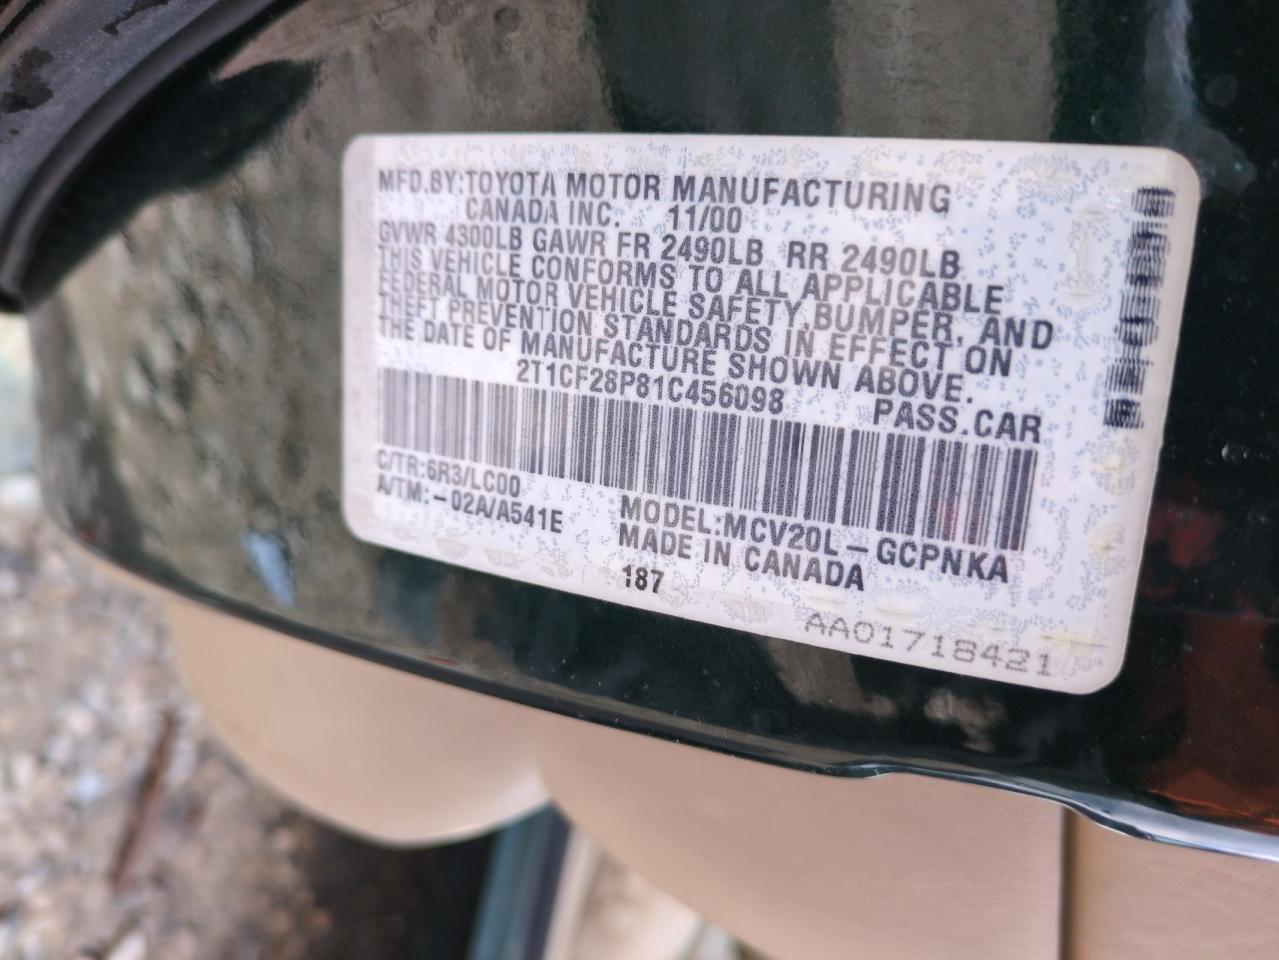 MFD.BY:TOYOTA MOTOR MANUFACTURING
CANADA INC. 11/00
GVWR 4300LB GAWR FR 2490LB RR 2490LB
THIS VEHICLE CONFORMS TO ALL APPLICABLE
FEDERAL MOTOR VEHICLE SAFETY,BUMPER, AND
THEFT PREVENTION STANDARDS IN EFFECT ON
THE DATE OF MANUFACTURE SHOWN ABOVE.
2T1CF28P81C456098 PASS.CAR
C/TR:6R3/LC00
A/TM:-02A/A541E
MODEL:MCV20L-GCPNKA
MADE IN CANADA
187
AA01718421